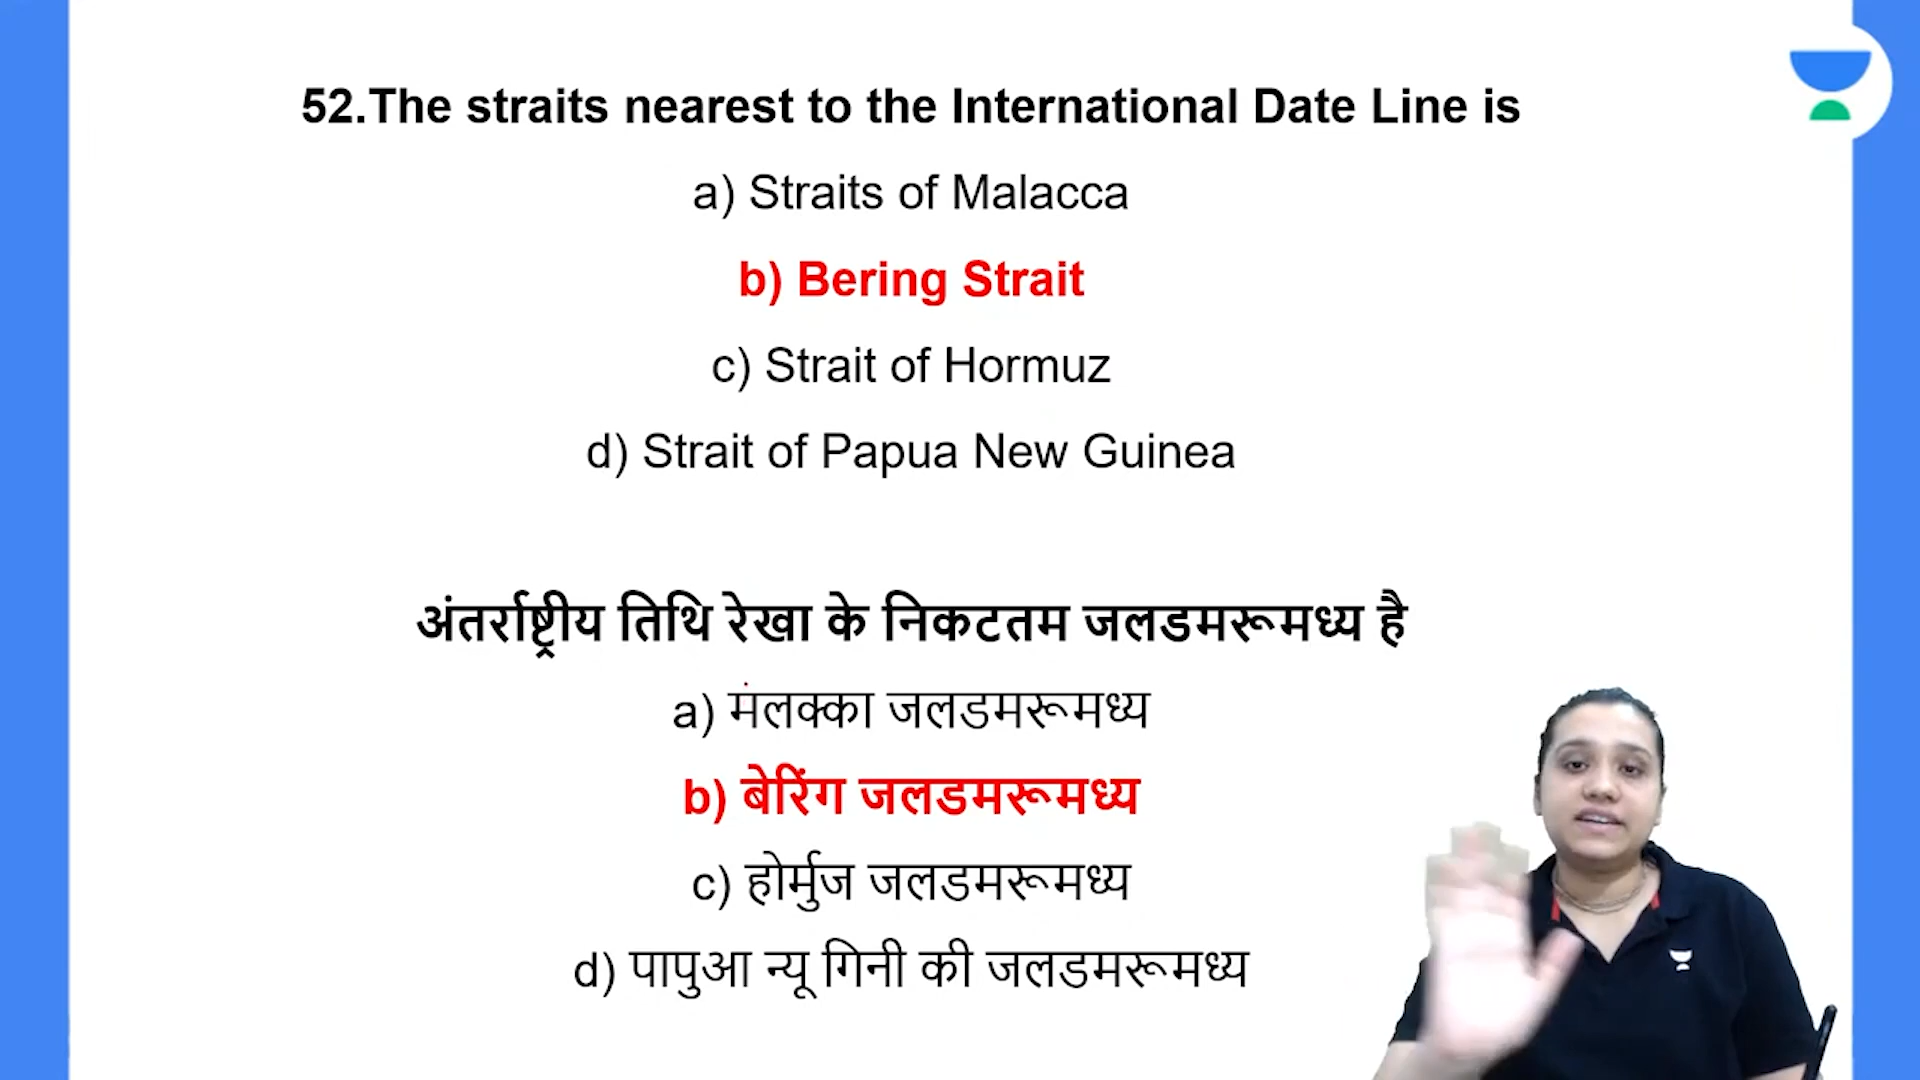 52.The straits nearest to the International Date Line is
a) Straits of Malacca
b) Bering Strait
c) Strait of Hormuz
d) Strait of Papua New Guinea
अंतर्राष्ट्रीय तिथि रेखा के निकटतम जलडमरूमध्य है
a) मलक्का जलडमरूमध्य
b) बेरिंग जलडमरूमध्य
c) होर्मुज जलडमरूमध्य
d) पापुआ न्यू गिनी की जलडमरूमध्य